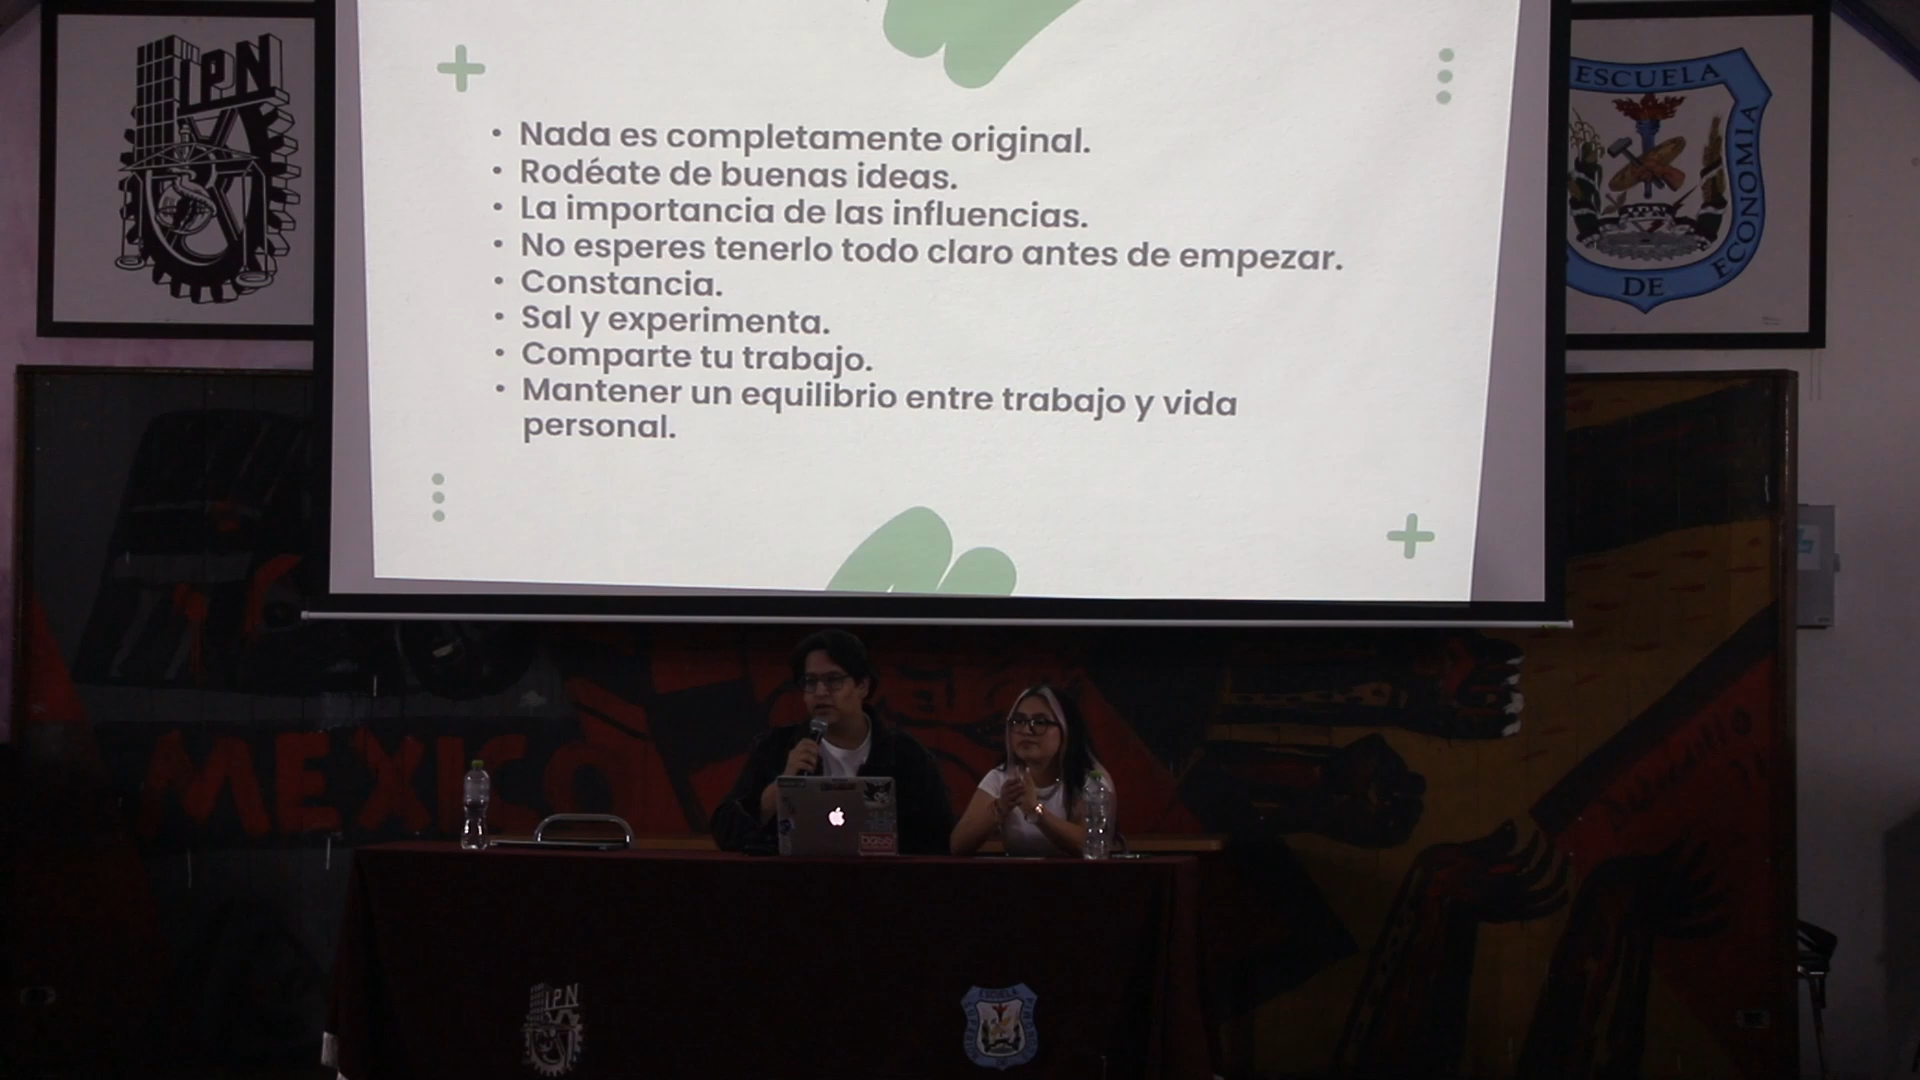 IPN
ESCUELA
DE
ECONOMIA
• Nada es completamente original.
• Rodéate de buenas ideas.
• La importancia de las influencias.
• No esperes tenerlo todo claro antes de empezar.
• Constancia.
• Sal y experimenta.
• Comparte tu trabajo.
• Mantener un equilibrio entre trabajo y vida
personal.
MEXICO
IPN
ESCUELA